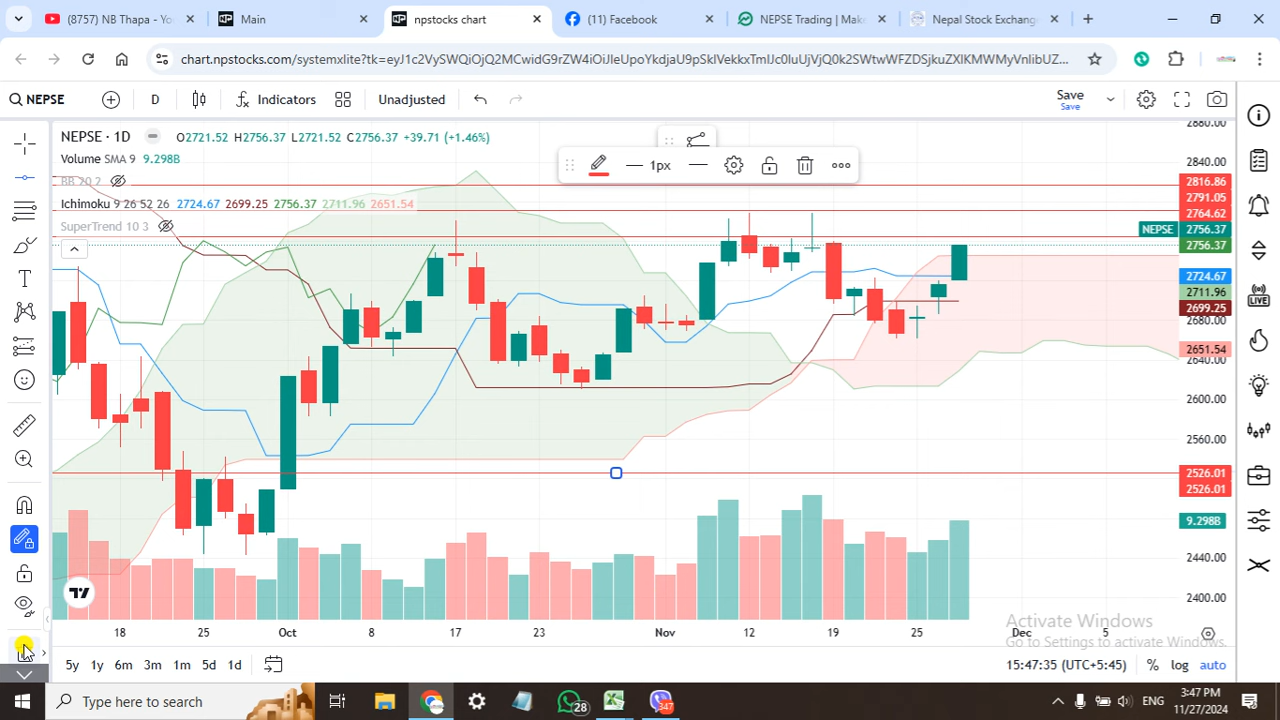 (8757) NB Thapa - Yo
Main
npstocks chart
(11) Facebook
NEPSE Trading | Make
Nepal Stock Exchang
chart.npstocks.com/systemxlite?tk=eyJ1c2VySWQiOjQ2MCwidG9rZW4iOiJleUpoYkdjaU9pSklVekkxTmlJc0luUjVjQ0k2SWtwWFZDSjkuZXlKMWMyVnlibUZ...
NEPSE
D
Indicators
Unadjusted
Save
Save
NEPSE · 1D
O2721.52 H2756.37 L2721.52 C2756.37 +39.71 (+1.46%)
Volume SMA 9 9.298B
BB 20 2
Ichimoku 9 26 52 26 2724.67 2699.25 2756.37 2711.96 2651.54
SuperTrend 10 3
1px
2880.00
2840.00
2816.86
2791.05
2764.62
NEPSE 2756.37
2756.37
2724.67
2711.96
2699.25
2680.00
2651.54
2640.00
2600.00
2560.00
2526.01
2526.01
9.298B
2440.00
2400.00
18 25 Oct 8 17 23 Nov 12 19 25 Dec 5
Activate Windows
Go to Settings to activate Windows.
5y 1y 6m 3m 1m 5d 1d
15:47:35 (UTC+5:45) % log auto
LIVE
Type here to search
28
347
ENG
3:47 PM
11/27/2024